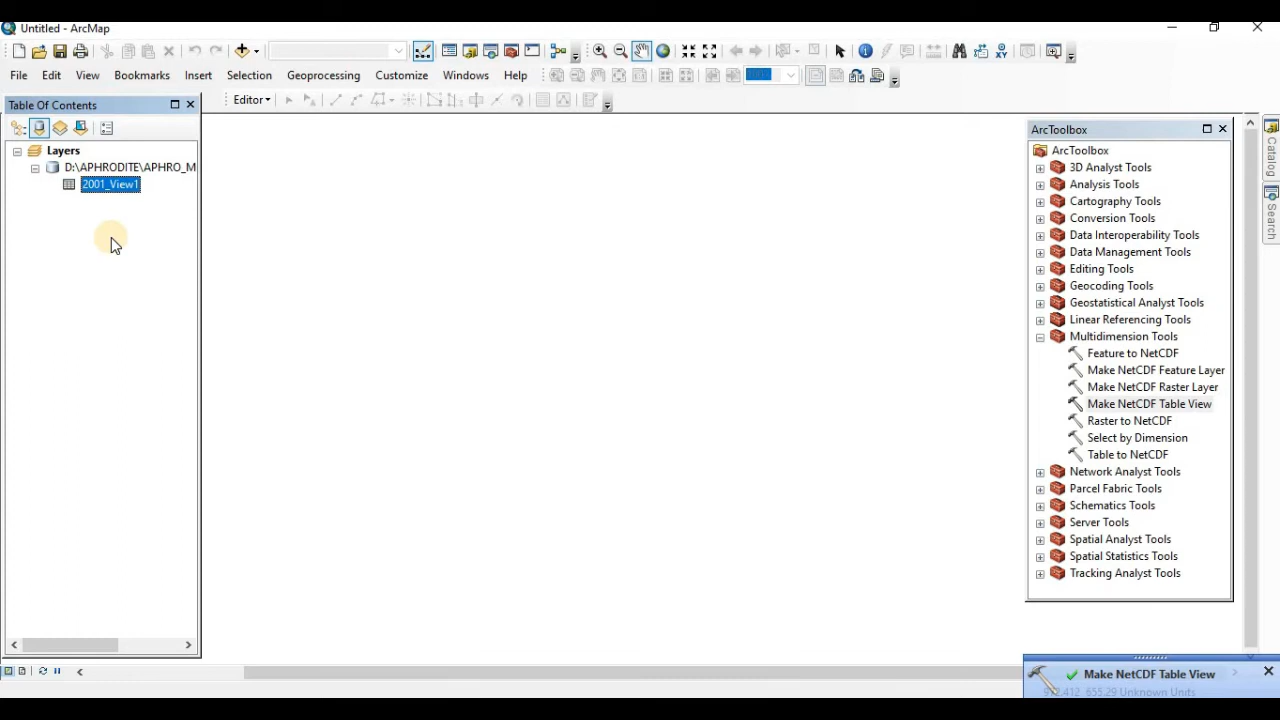 Untitled - ArcMap
File Edit View Bookmarks Insert Selection Geoprocessing Customize Windows Help
Editor
Table Of Contents
Layers
D:\APHRODITE\APHRO_M
2001_View1
ArcToolbox
ArcToolbox
3D Analyst Tools
Analysis Tools
Cartography Tools
Conversion Tools
Data Interoperability Tools
Data Management Tools
Editing Tools
Geocoding Tools
Geostatistical Analyst Tools
Linear Referencing Tools
Multidimension Tools
Feature to NetCDF
Make NetCDF Feature Layer
Make NetCDF Raster Layer
Make NetCDF Table View
Raster to NetCDF
Select by Dimension
Table to NetCDF
Network Analyst Tools
Parcel Fabric Tools
Schematics Tools
Server Tools
Spatial Analyst Tools
Spatial Statistics Tools
Tracking Analyst Tools
Catalog
Search
Make NetCDF Table View
655.29 Unknown Units